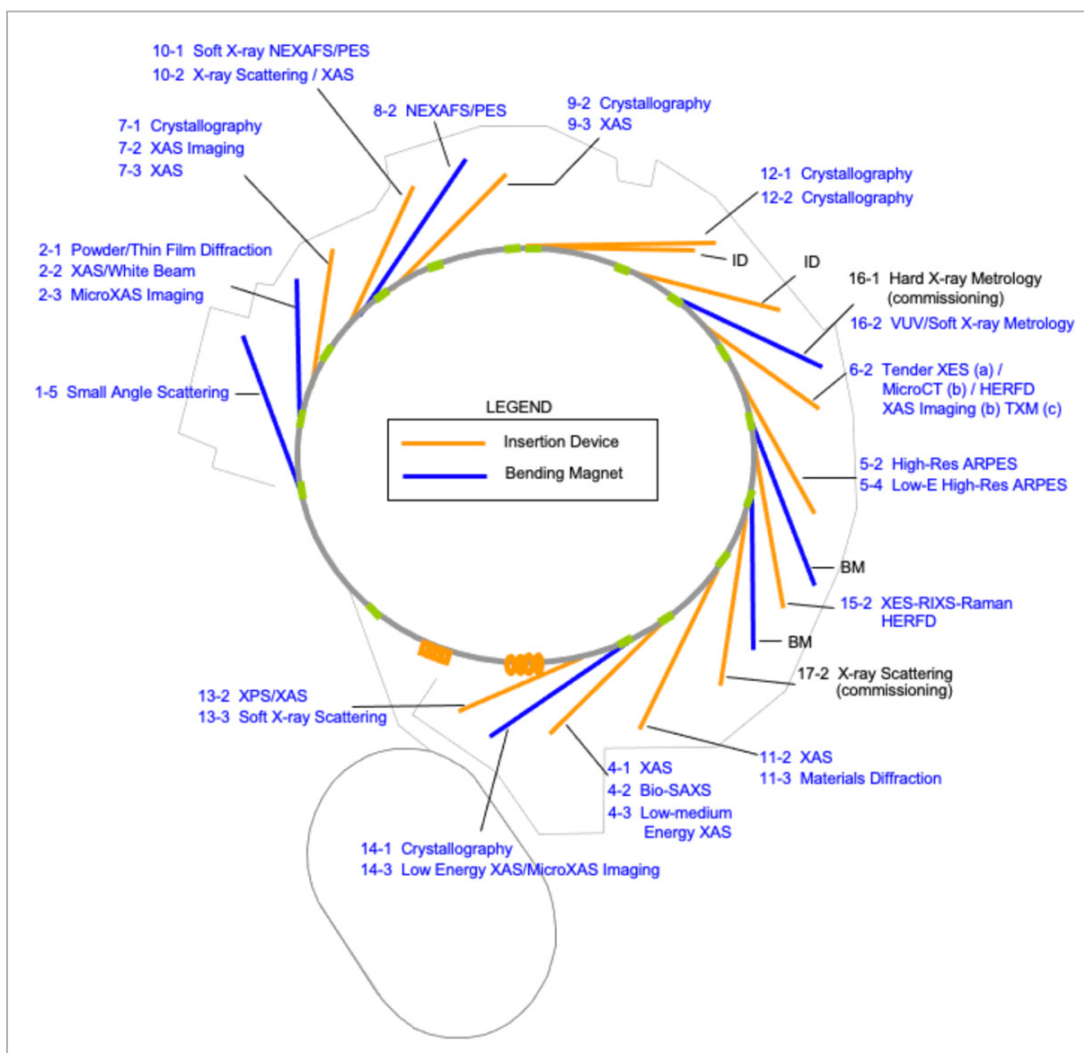 10-1 Soft X-ray NEXAFS/PES
10-2 X-ray Scattering / XAS
8-2 NEXAFS/PES
9-2 Crystallography
9-3 XAS
7-1 Crystallography
7-2 XAS Imaging
7-3 XAS
12-1 Crystallography
12-2 Crystallography
2-1 Powder/Thin Film Diffraction
2-2 XAS/White Beam
2-3 MicroXAS Imaging
ID
ID
16-1 Hard X-ray Metrology
(commissioning)
16-2 VUV/Soft X-ray Metrology
1-5 Small Angle Scattering
6-2 Tender XES (a) /
MicroCT (b) / HERFD
XAS Imaging (b) TXM (c)
LEGEND
Insertion Device
Bending Magnet
5-2 High-Res ARPES
5-4 Low-E High-Res ARPES
BM
15-2 XES-RIXS-Raman
HERFD
BM
17-2 X-ray Scattering
(commissioning)
13-2 XPS/XAS
13-3 Soft X-ray Scattering
11-2 XAS
11-3 Materials Diffraction
4-1 XAS
4-2 Bio-SAXS
4-3 Low-medium
Energy XAS
14-1 Crystallography
14-3 Low Energy XAS/MicroXAS Imaging